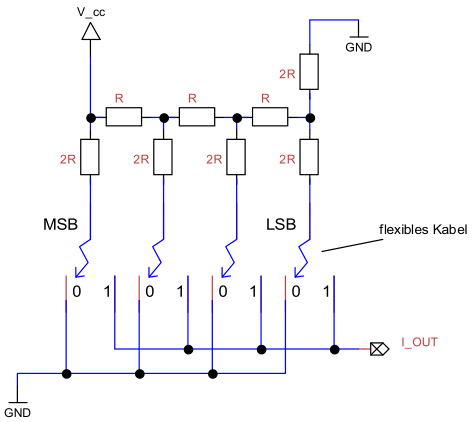 V_cc
GND
2R
R R R
2R 2R 2R 2R
MSB LSB
flexibles Kabel
0 1 0 1 0 1 0 1
I_OUT
GND